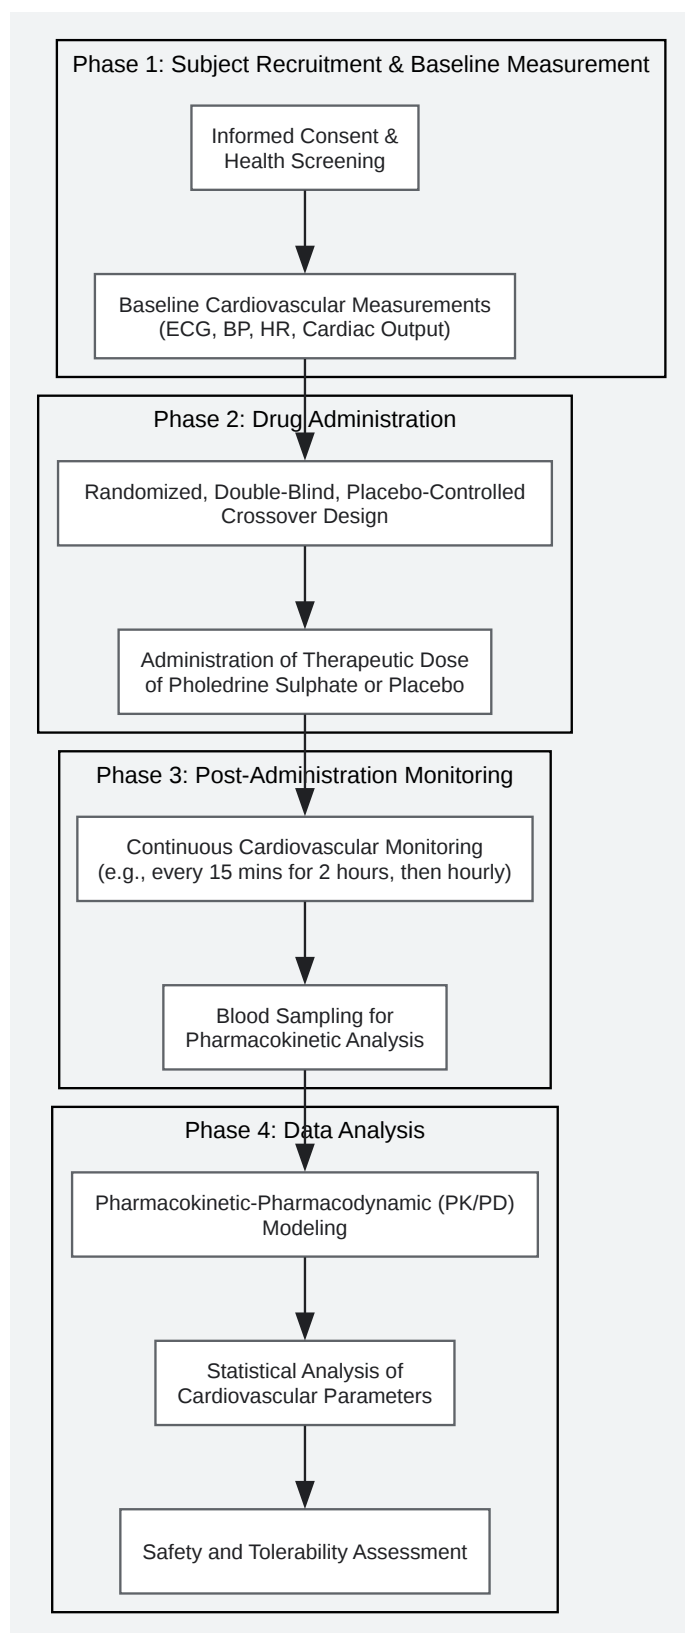 Phase 1: Subject Recruitment & Baseline Measurement
Informed Consent &
Health Screening
Baseline Cardiovascular Measurements
(ECG, BP, HR, Cardiac Output)
Phase 2: Drug Administration
Randomized, Double-Blind, Placebo-Controlled
Crossover Design
Administration of Therapeutic Dose
of Pholedrine Sulphate or Placebo
Phase 3: Post-Administration Monitoring
Continuous Cardiovascular Monitoring
(e.g., every 15 mins for 2 hours, then hourly)
Blood Sampling for
Pharmacokinetic Analysis
Phase 4: Data Analysis
Pharmacokinetic-Pharmacodynamic (PK/PD)
Modeling
Statistical Analysis of
Cardiovascular Parameters
Safety and Tolerability Assessment